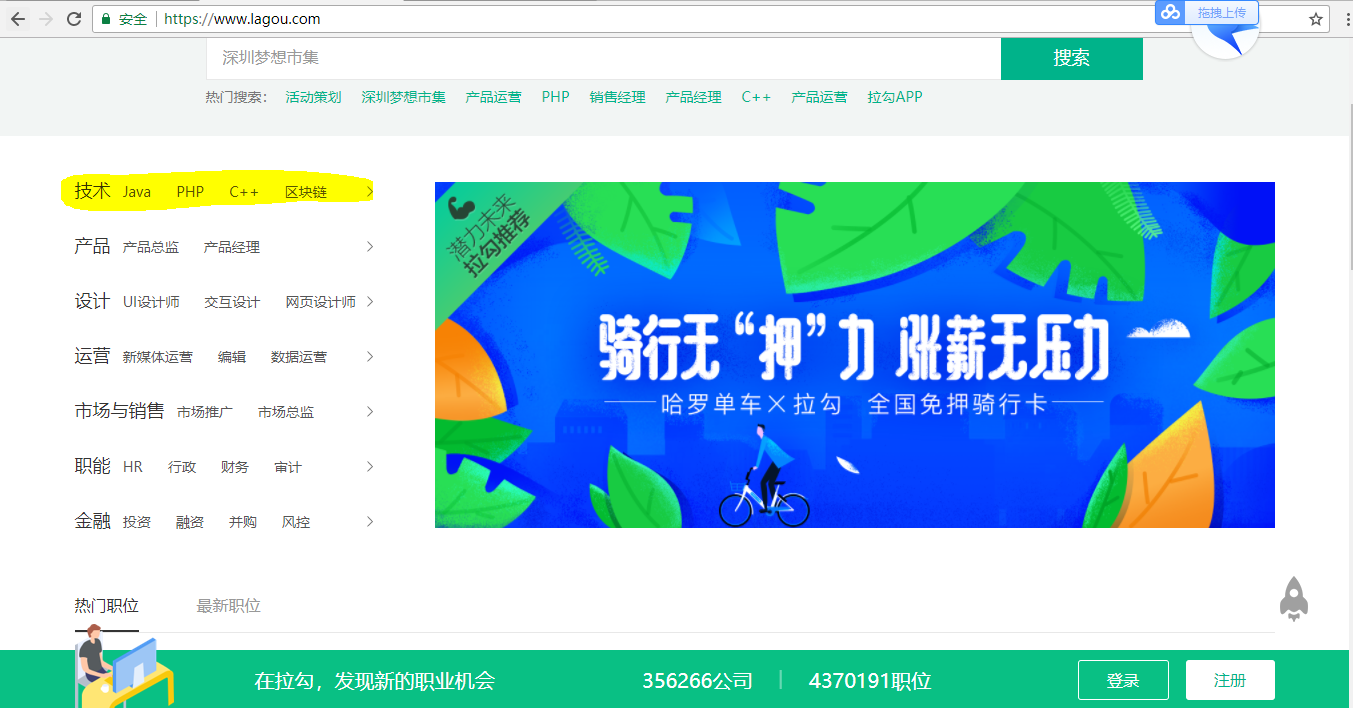 安全 https://www.lagou.com
拖拽上传
深圳梦想市集 搜索
热门搜索： 活动策划 深圳梦想市集 产品运营 PHP 销售经理 产品经理 C++ 产品运营 拉勾APP
技术 Java PHP C++ 区块链
产品 产品总监 产品经理
设计 UI设计师 交互设计 网页设计师
运营 新媒体运营 编辑 数据运营
市场与销售 市场推广 市场总监
职能 HR 行政 财务 审计
金融 投资 融资 并购 风控
潜力未来
拉勾推荐
骑行无“押”力 涨薪无压力
哈罗单车×拉勾 全国免押骑行卡
热门职位 最新职位
在拉勾，发现新的职业机会 356266公司 | 4370191职位 登录 注册